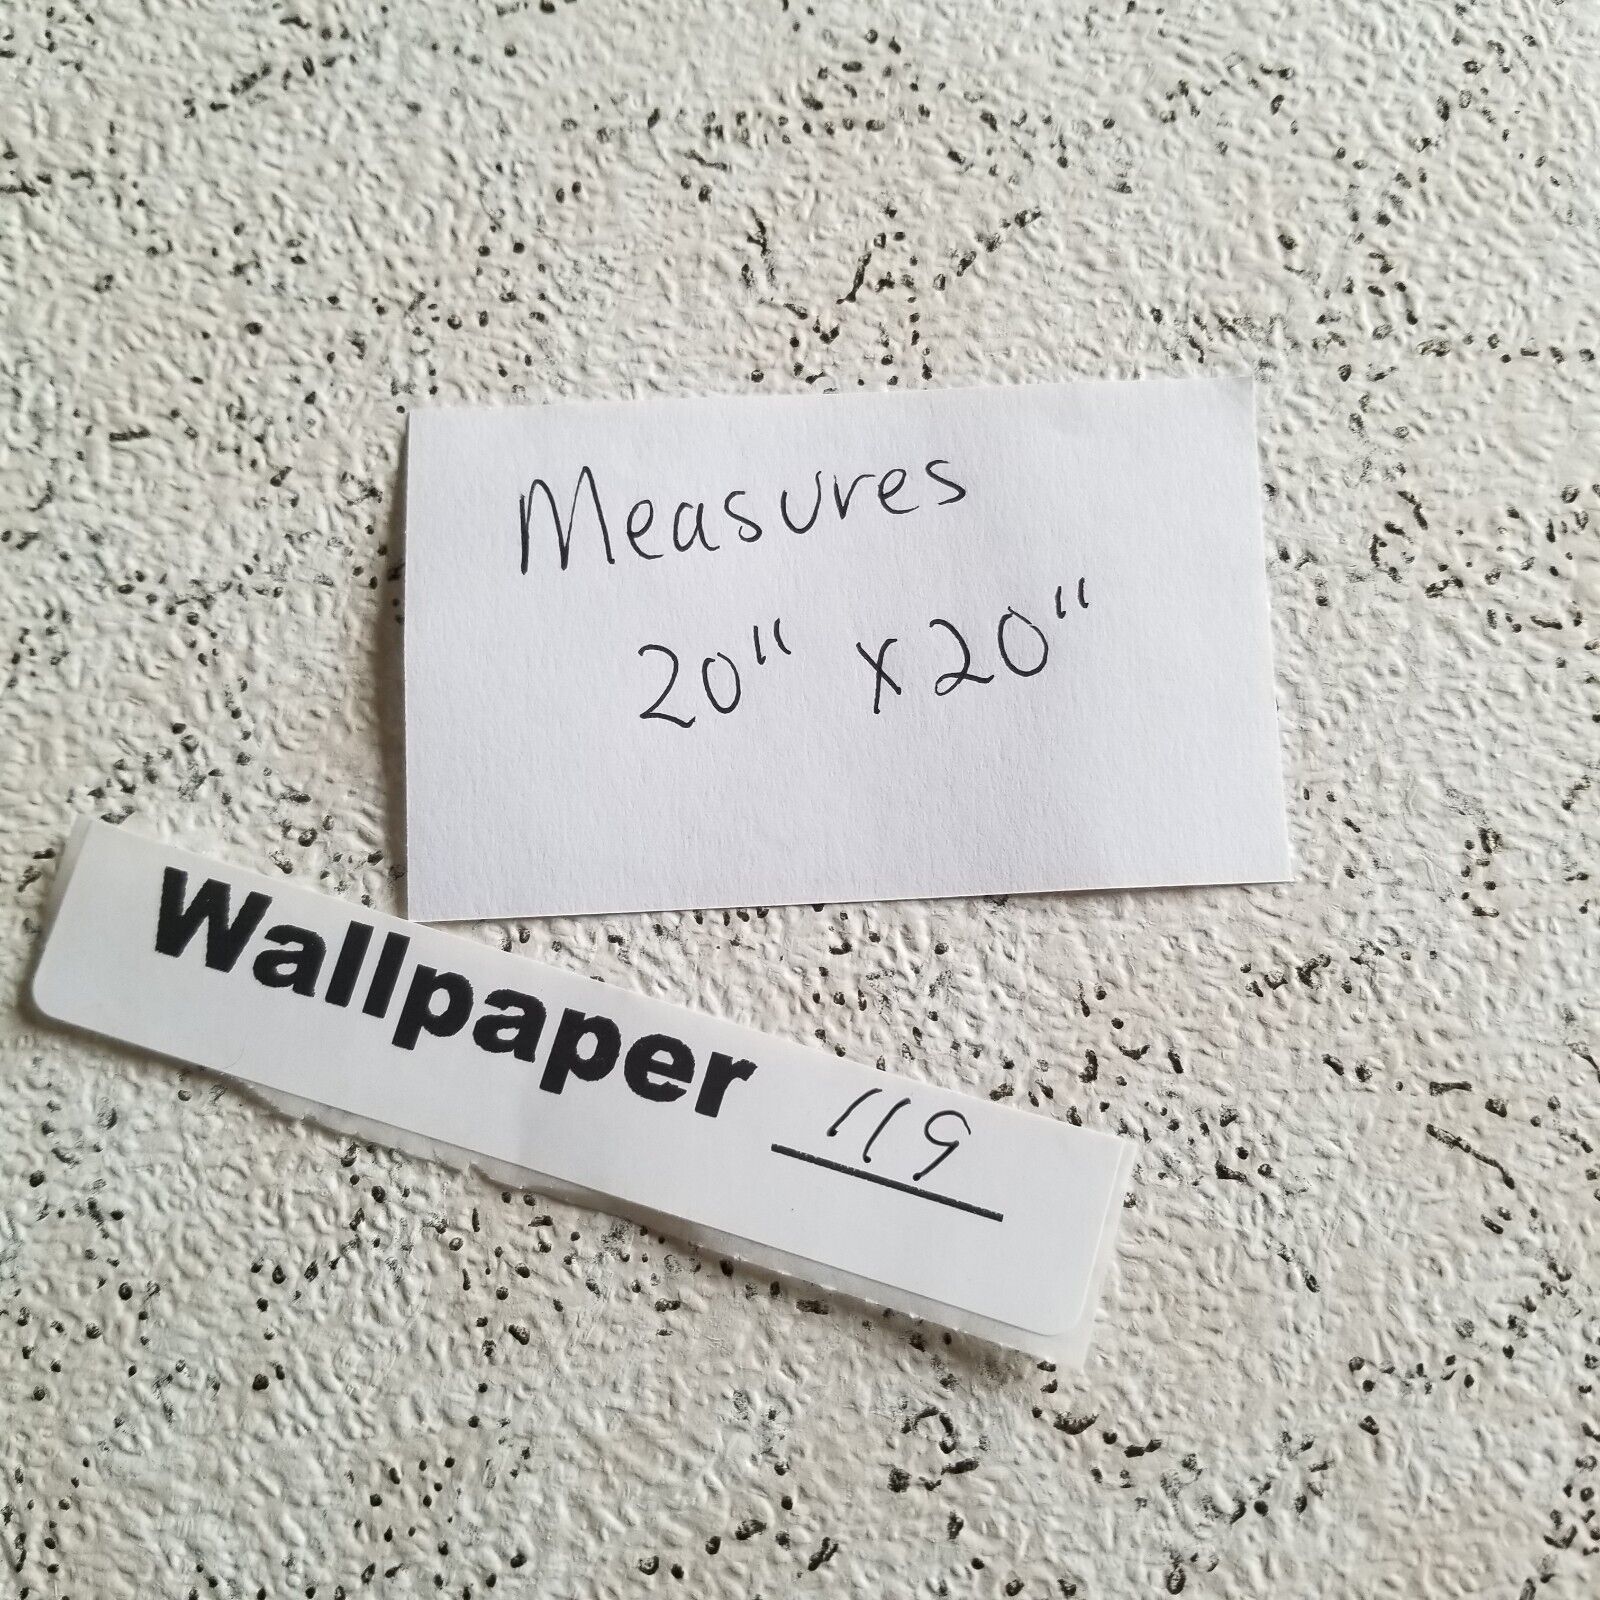 Measures
20" x 20"
Wallpaper 119